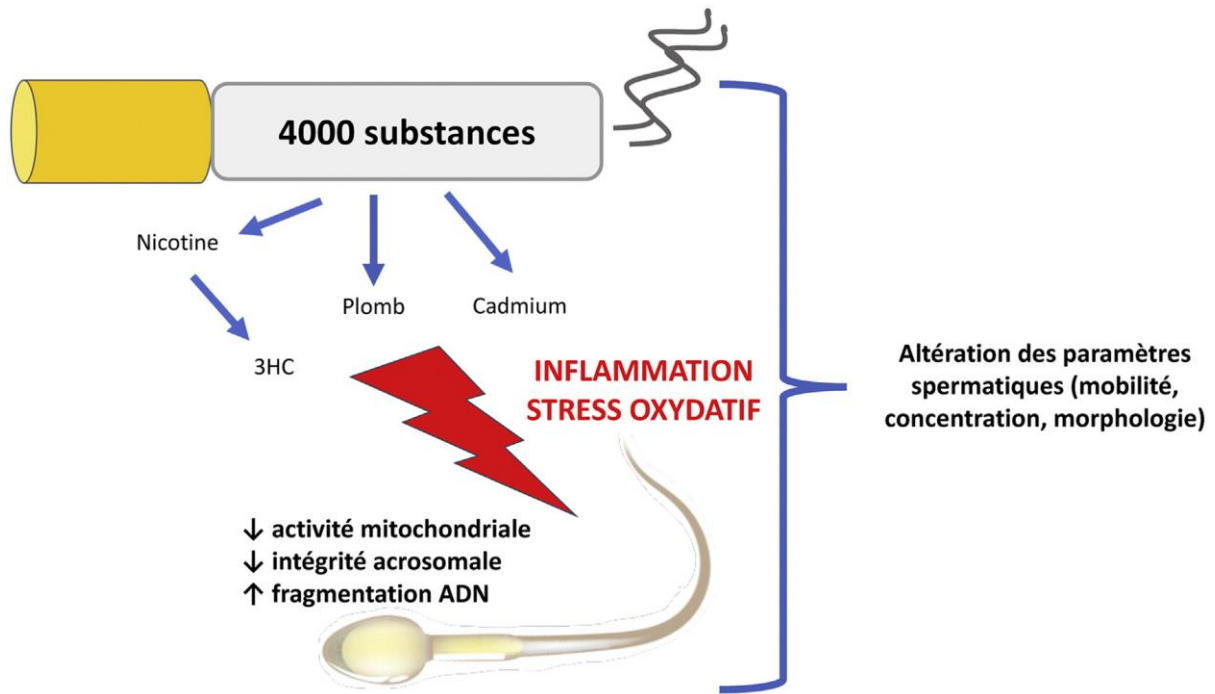 4000 substances
Nicotine
Plomb
Cadmium
3HC
INFLAMMATION
STRESS OXYDATIF
↓ activité mitochondriale
↓ intégrité acrosomale
↑ fragmentation ADN
Altération des paramètres
spermatiques (mobilité,
concentration, morphologie)